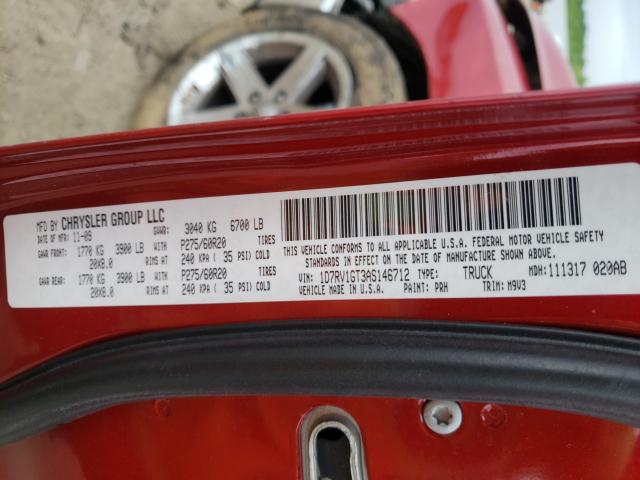 MFD BY CHRYSLER GROUP LLC
DATE OF MFR 11-09 GVWR: 3040 KG 6700 LB
GAWR FRONT: 1770 KG 3900 LB WITH P275/60R20 TIRES
20X8.0 RIMS AT 240 KPA ( 35 PSI) COLD
GAWR REAR: 1770 KG 3900 LB WITH P275/60R20 TIRES
20X8.0 RIMS AT 240 KPA ( 35 PSI) COLD
THIS VEHICLE CONFORMS TO ALL APPLICABLE U.S.A. FEDERAL MOTOR VEHICLE SAFETY
STANDARDS IN EFFECT ON THE DATE OF MANUFACTURE SHOWN ABOVE.
VIN: 1D7RV1GT3AS146712 TYPE: TRUCK MDH: 111317 020AB
VEHICLE MADE IN U.S.A. PAINT: PRH TRIM: M9V3